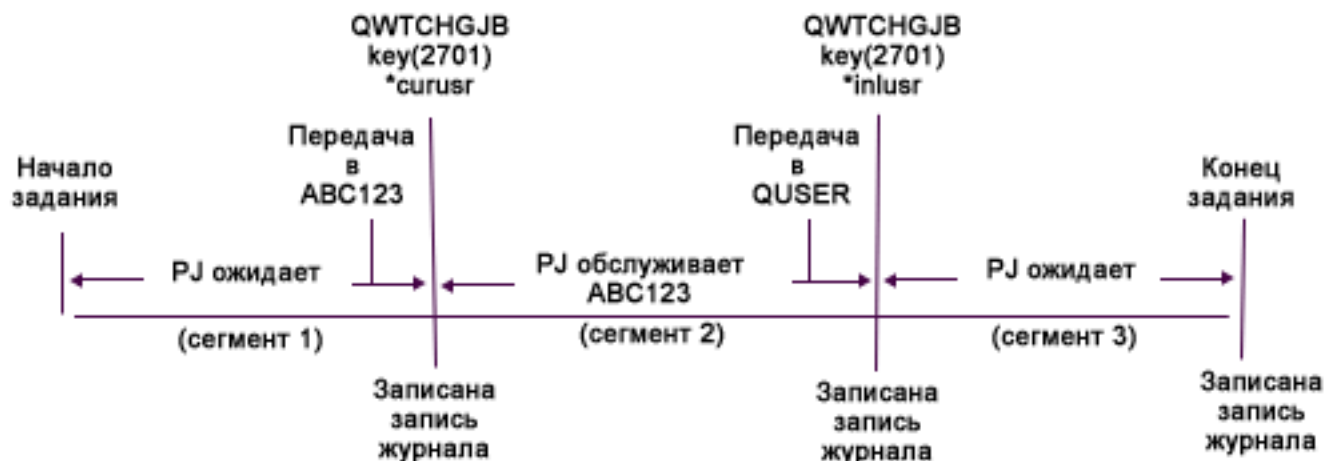 QWTCHGJB
key(2701)
*curusr
QWTCHGJB
key(2701)
*inlusr
Начало
задания
Передача
в
ABC123
Передача
в
QUSER
Конец
задания
PJ ожидает
PJ обслуживает
ABC123
PJ ожидает
(сегмент 1)
(сегмент 2)
(сегмент 3)
Записана
запись
журнала
Записана
запись
журнала
Записана
запись
журнала